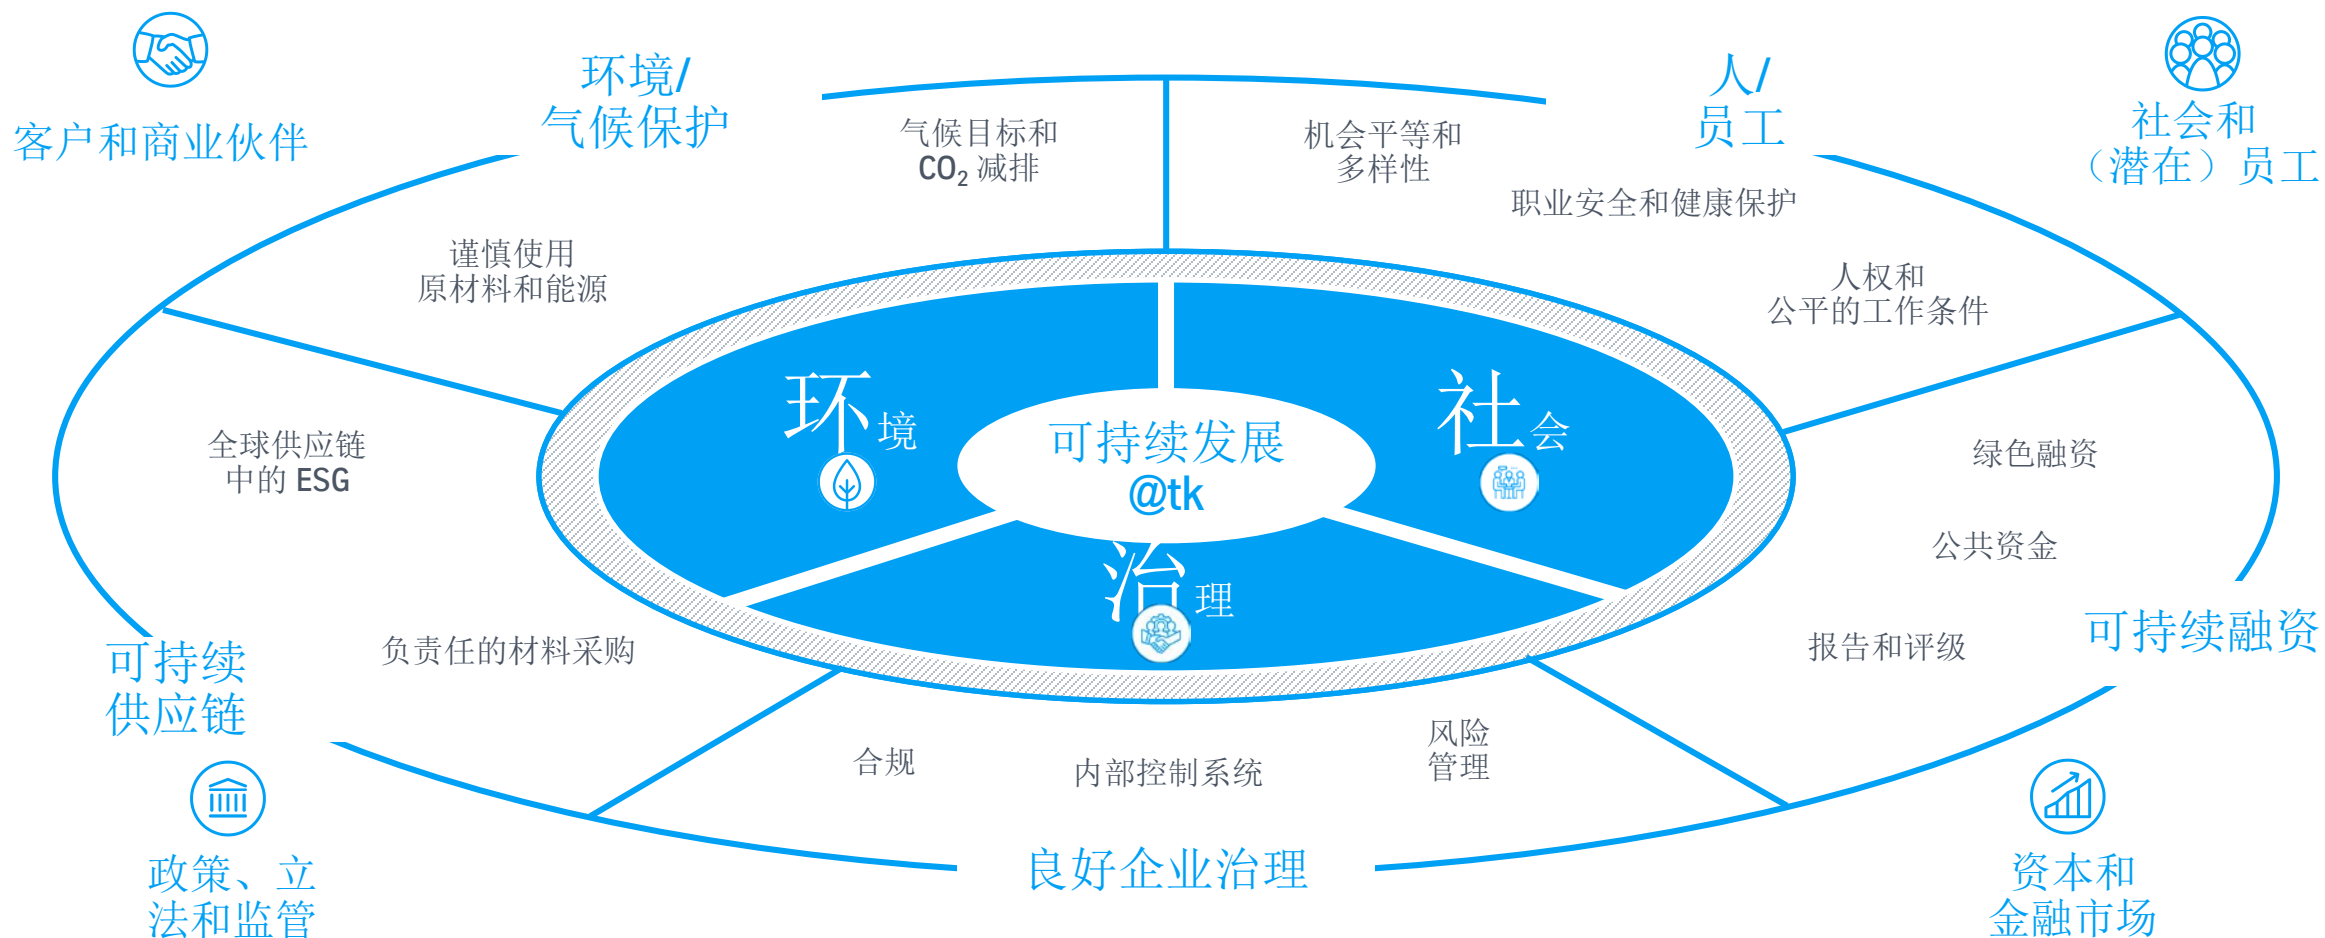 客户和商业伙伴
环境/
气候保护
人/
员工
社会和
（潜在）员工
气候目标和
CO₂ 减排
机会平等和
多样性
职业安全和健康保护
谨慎使用
原材料和能源
人权和
公平的工作条件
环境
社会
可持续发展
@tk
治理
全球供应链
中的 ESG
绿色融资
公共资金
报告和评级
可持续融资
负责任的材料采购
可持续
供应链
合规
内部控制系统
风险
管理
良好企业治理
政策、立
法和监管
资本和
金融市场